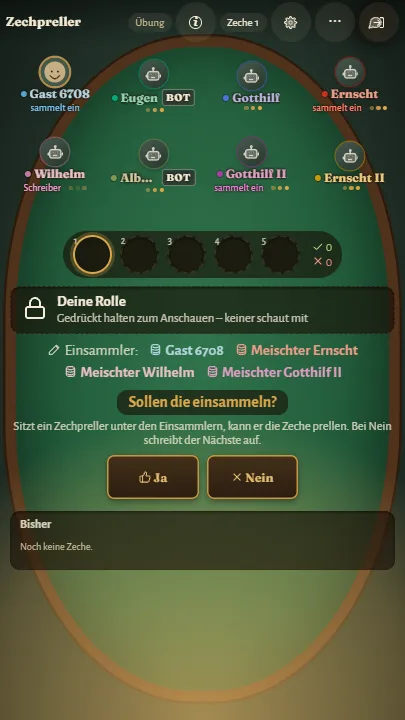 Zechpreller
Übung
Zeche 1
Gast 6708
sammelt ein
Eugen BOT
Gotthilf
Ernscht
sammelt ein
Wilhelm
Schreiber
Alb… BOT
Gotthilf II
sammelt ein
Ernscht II
1 2 3 4 5
✓ 0
✕ 0
Deine Rolle
Gedrückt halten zum Anschauen – keiner schaut mit
Einsammler: Gast 6708 Meischter Ernscht
Meischter Wilhelm Meischter Gotthilf II
Sollen die einsammeln?
Sitzt ein Zechpreller unter den Einsammlern, kann er die Zeche prellen. Bei Nein
schreibt der Nächste auf.
Ja
Nein
Bisher
Noch keine Zeche.